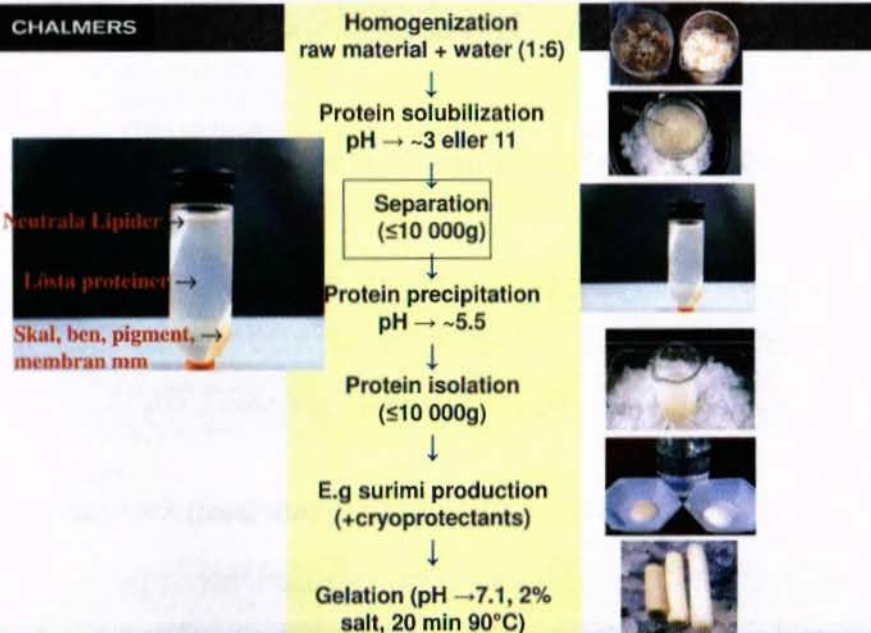 CHALMERS
Homogenization
raw material + water (1:6)
↓
Protein solubilization
pH → ~3 eller 11
↓
Separation
(≤10 000g)
↓
Protein precipitation
pH → ~5.5
↓
Protein isolation
(≤10 000g)
↓
E.g surimi production
(+cryoprotectants)
↓
Gelation (pH →7.1, 2%
salt, 20 min 90°C)
Neutrala Lipider →
Lösta proteiner →
Skal, ben, pigment, →
membran mm